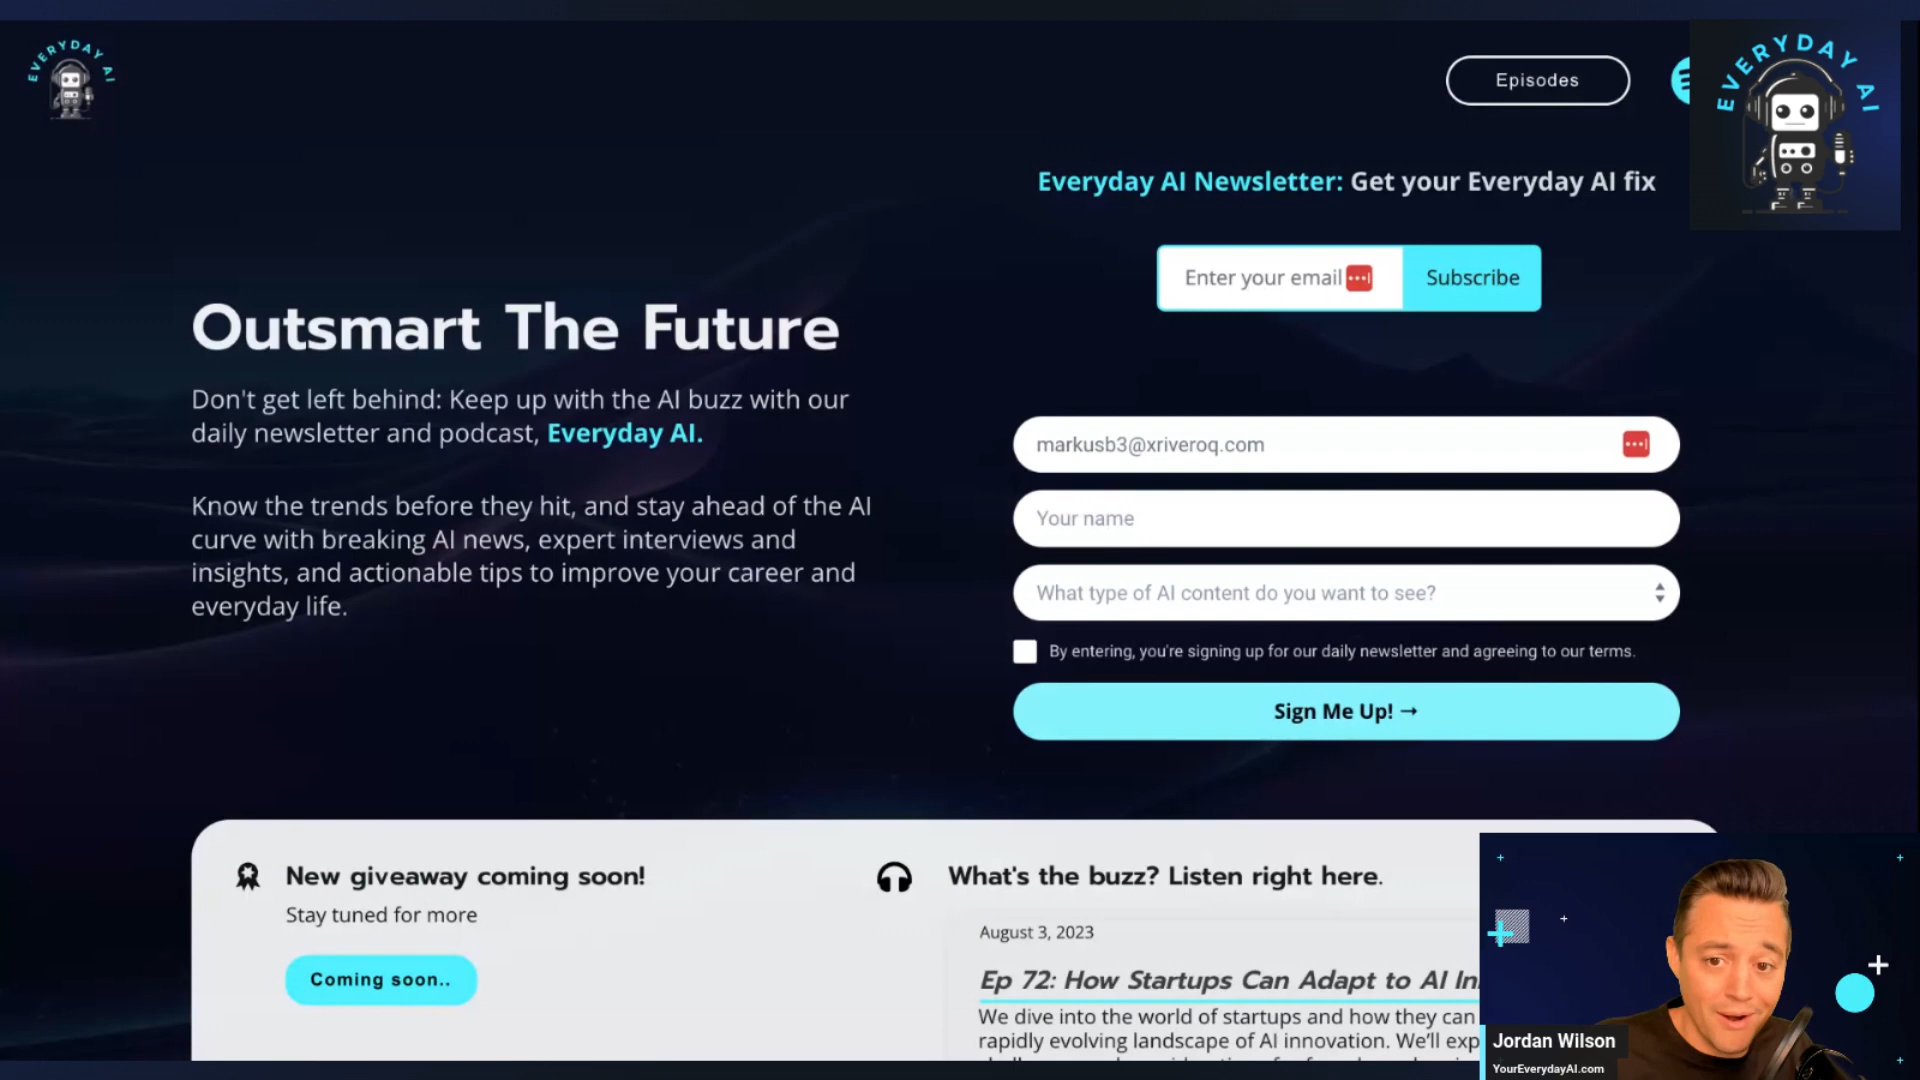 EVERYDAY AI
Episodes
EVERYDAY AI
Everyday AI Newsletter: Get your Everyday AI fix
Enter your email
Subscribe
Outsmart The Future
Don't get left behind: Keep up with the AI buzz with our
daily newsletter and podcast, Everyday AI.
Know the trends before they hit, and stay ahead of the AI
curve with breaking AI news, expert interviews and
insights, and actionable tips to improve your career and
everyday life.
markusb3@xriveroq.com
Your name
What type of AI content do you want to see?
By entering, you're signing up for our daily newsletter and agreeing to our terms.
Sign Me Up! →
New giveaway coming soon!
Stay tuned for more
Coming soon..
What's the buzz? Listen right here.
August 3, 2023
Ep 72: How Startups Can Adapt to AI In
We dive into the world of startups and how they can
rapidly evolving landscape of AI innovation. We'll exp
Jordan Wilson
YourEverydayAI.com